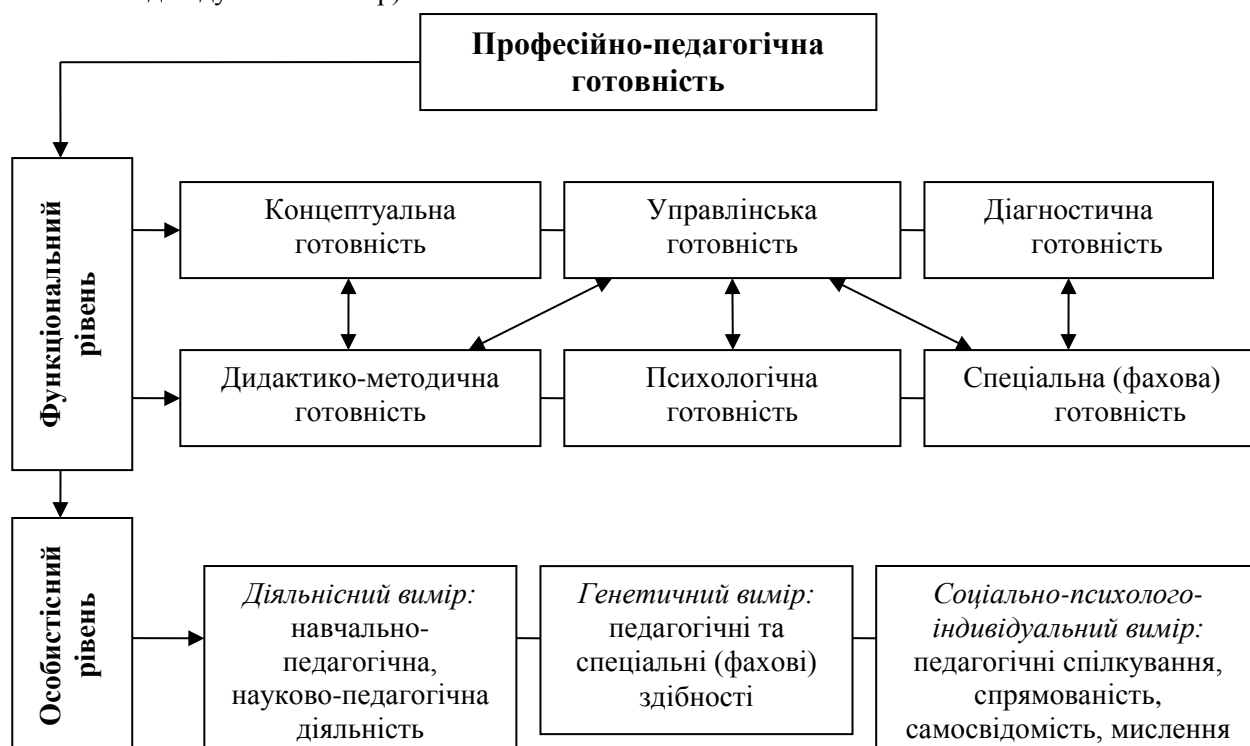 Професійно-педагогічна
готовність
Функціональний
рівень
Концептуальна
готовність
Управлінська
готовність
Діагностична
готовність
Дидактико-методична
готовність
Психологічна
готовність
Спеціальна (фахова)
готовність
Особистісний
рівень
Діяльнісний вимір:
навчально-
педагогічна,
науково-педагогічна
діяльність
Генетичний вимір:
педагогічні та
спеціальні (фахові)
здібності
Соціально-психолого-
індивідуальний вимір:
педагогічні спілкування,
спрямованість,
самосвідомість, мислення